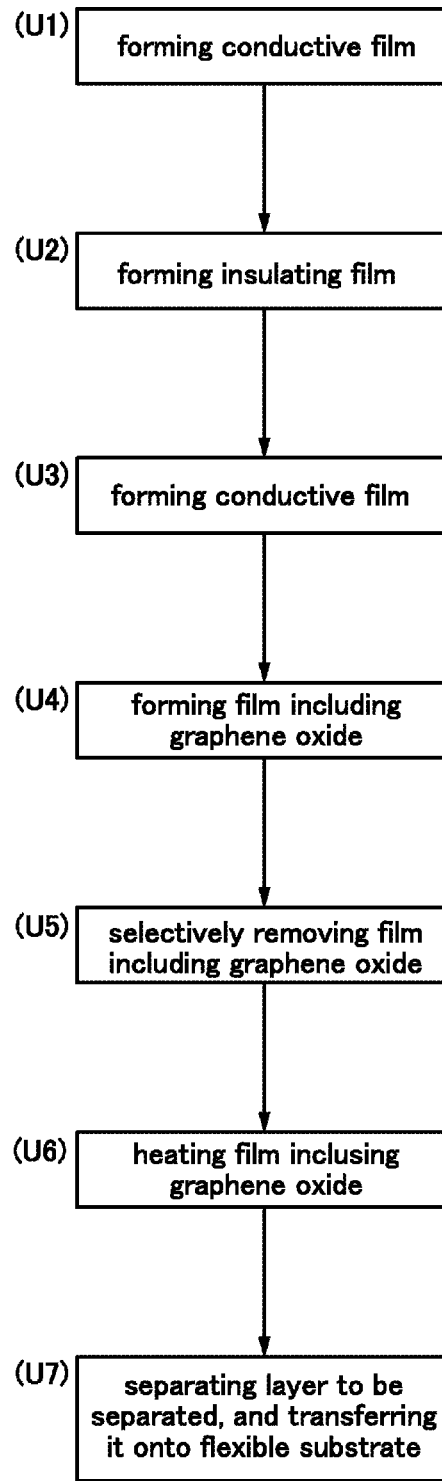 (U1)
forming conductive film
(U2)
forming insulating film
(U3)
forming conductive film
(U4)
forming film including
graphene oxide
(U5)
selectively removing film
including graphene oxide
(U6)
heating film inclusing
graphene oxide
(U7)
separating layer to be
separated, and transferring
it onto flexible substrate